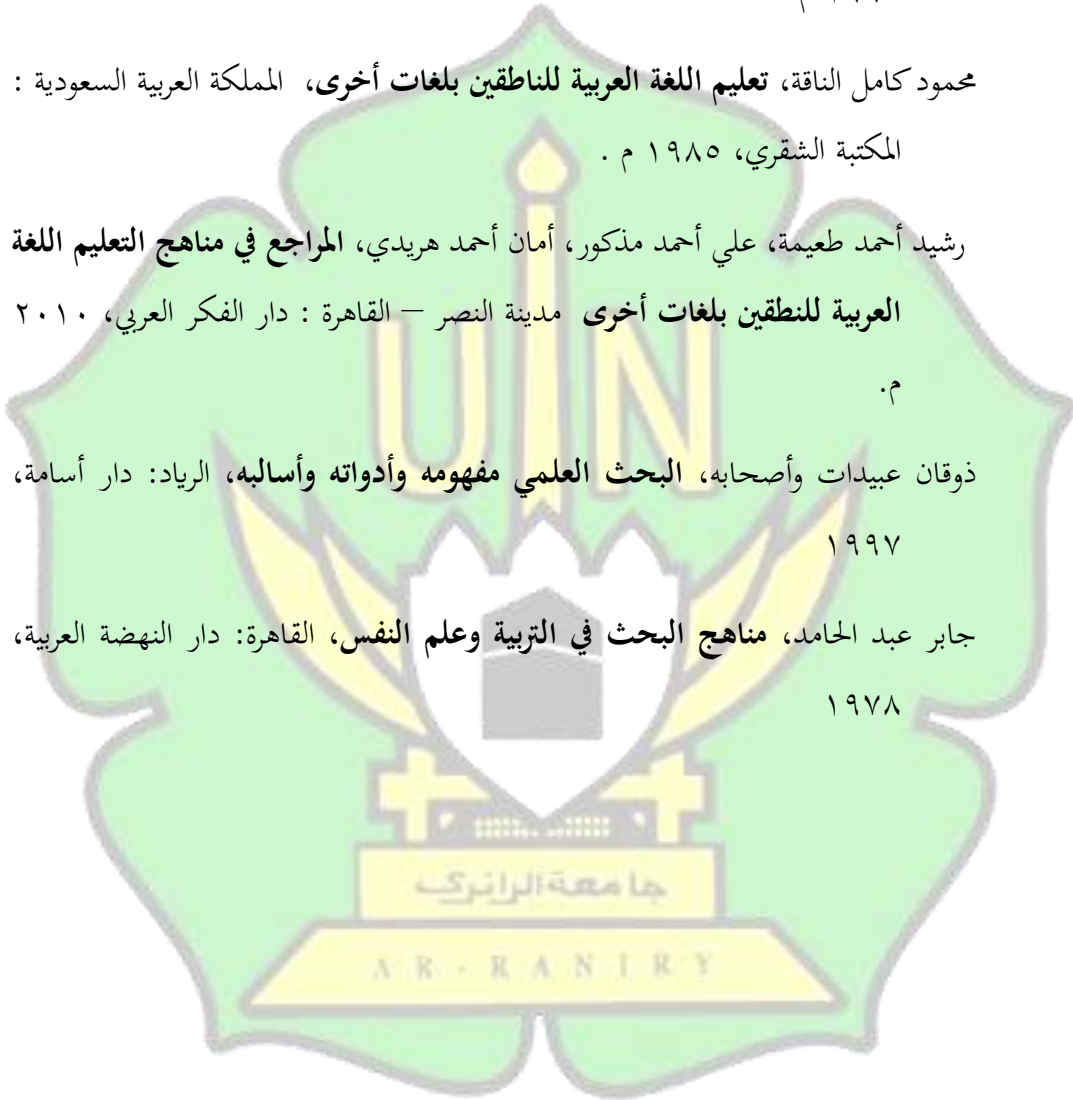 محمود كامل الناقة، تعليم اللغة العربية للناطقين بلغات أخرى، المملكة العربية السعودية :
المكتبة الشقري، ١٩٨٥ م .
رشيد أحمد طعيمة، علي أحمد مذكور، أمان أحمد هريدي، المراجع في مناهج التعليم اللغة
العربية للنطقين بلغات أخرى مدينة النصر – القاهرة : دار الفكر العربي، ٢٠١٠
م.
ذوقان عبيدات وأصحابه، البحث العلمي مفهومه وأدواته وأسالبه، الرياد: دار أسامة،
١٩٩٧
جابر عبد الحامد، مناهج البحث في التربية وعلم النفس، القاهرة: دار النهضة العربية،
١٩٧٨
UIN
جامعة الرانري
AR-RANIRY